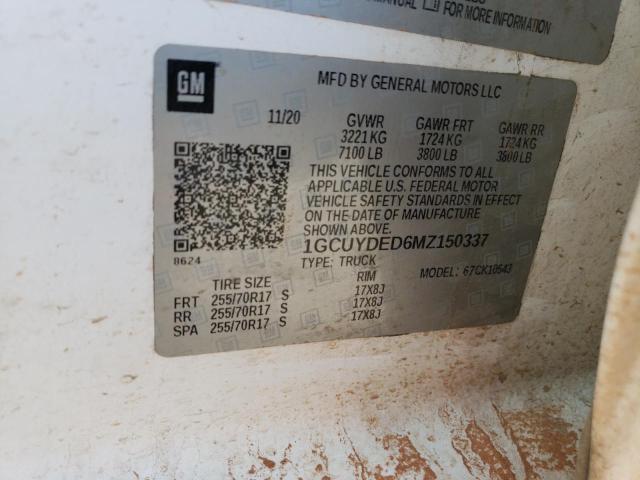 FOR MORE INFORMATION
GM
MFD BY GENERAL MOTORS LLC
11/20 GVWR GAWR FRT GAWR RR
3221 KG 1724 KG 1724 KG
7100 LB 3800 LB 3800 LB
THIS VEHICLE CONFORMS TO ALL
APPLICABLE U.S. FEDERAL MOTOR
VEHICLE SAFETY STANDARDS IN EFFECT
ON THE DATE OF MANUFACTURE
SHOWN ABOVE.
1GCUYDED6MZ150337
8624
TYPE: TRUCK MODEL: 67CK10543
TIRE SIZE RIM
FRT 255/70R17 S 17X8J
RR 255/70R17 S 17X8J
SPA 255/70R17 S 17X8J